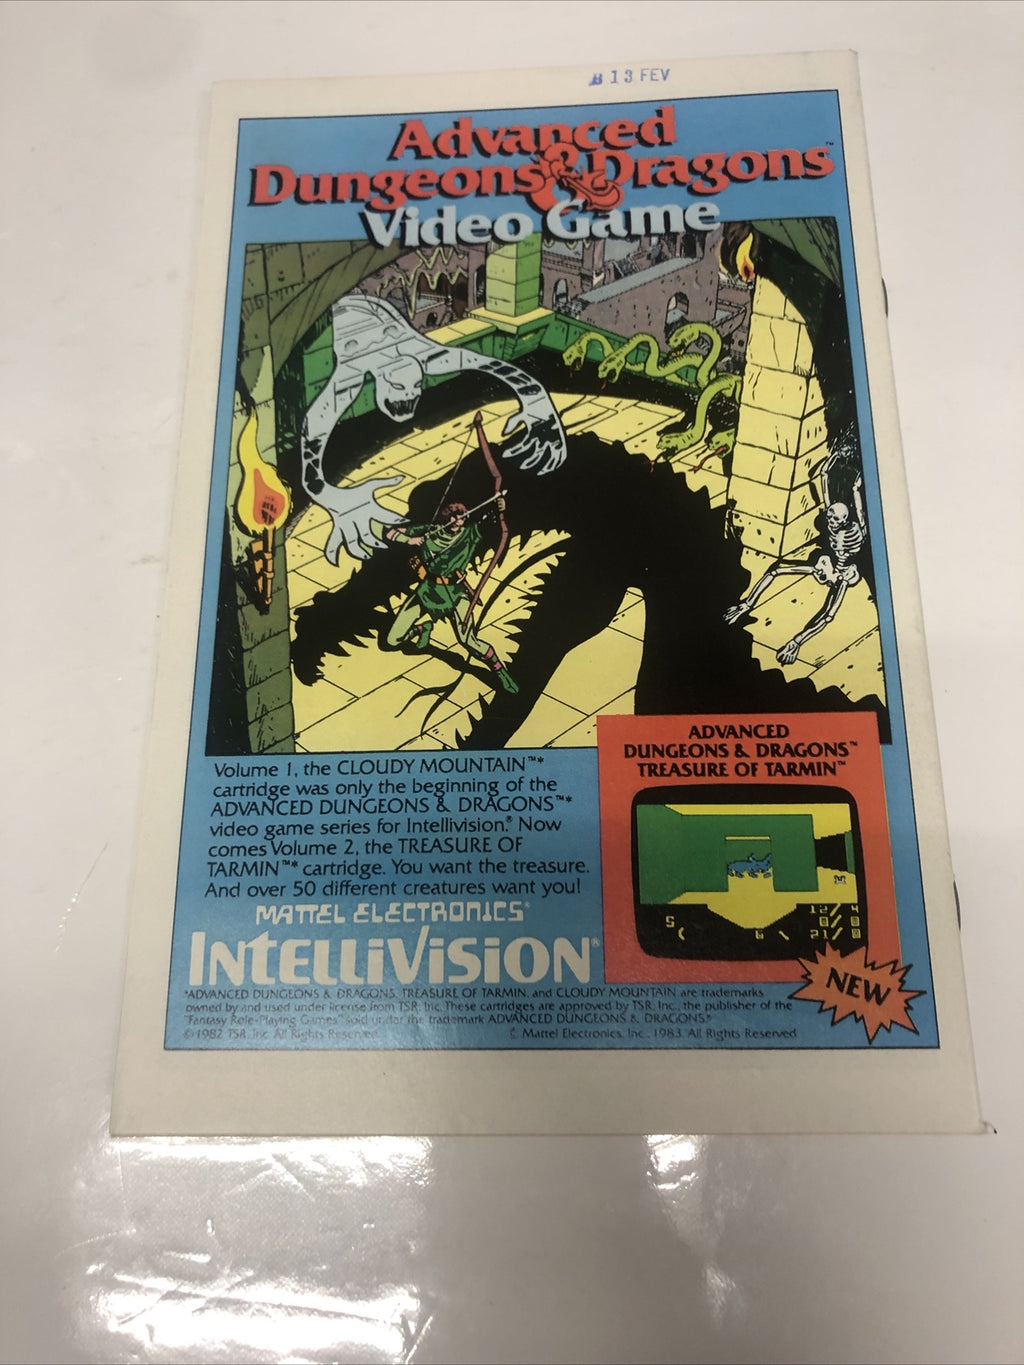 B 13 FEV
Advanced
Dungeons & Dragons™
Video Game
Volume 1, the CLOUDY MOUNTAIN™*
cartridge was only the beginning of the
ADVANCED DUNGEONS & DRAGONS™*
video game series for Intellivision.® Now
comes Volume 2, the TREASURE OF
TARMIN™* cartridge. You want the treasure.
And over 50 different creatures want you!
MATTEL ELECTRONICS®
INTELLIVISION®
ADVANCED
DUNGEONS & DRAGONS™
TREASURE OF TARMIN™
NEW
*ADVANCED DUNGEONS & DRAGONS, TREASURE OF TARMIN, and CLOUDY MOUNTAIN are trademarks
owned by and used under license from TSR, Inc. These cartridges are approved by TSR, Inc., the publisher of the
"Fantasy Role-Playing Games" sold under the trademark ADVANCED DUNGEONS & DRAGONS.®
© 1982 TSR, Inc. All Rights Reserved.
© Mattel Electronics, Inc., 1983. All Rights Reserved